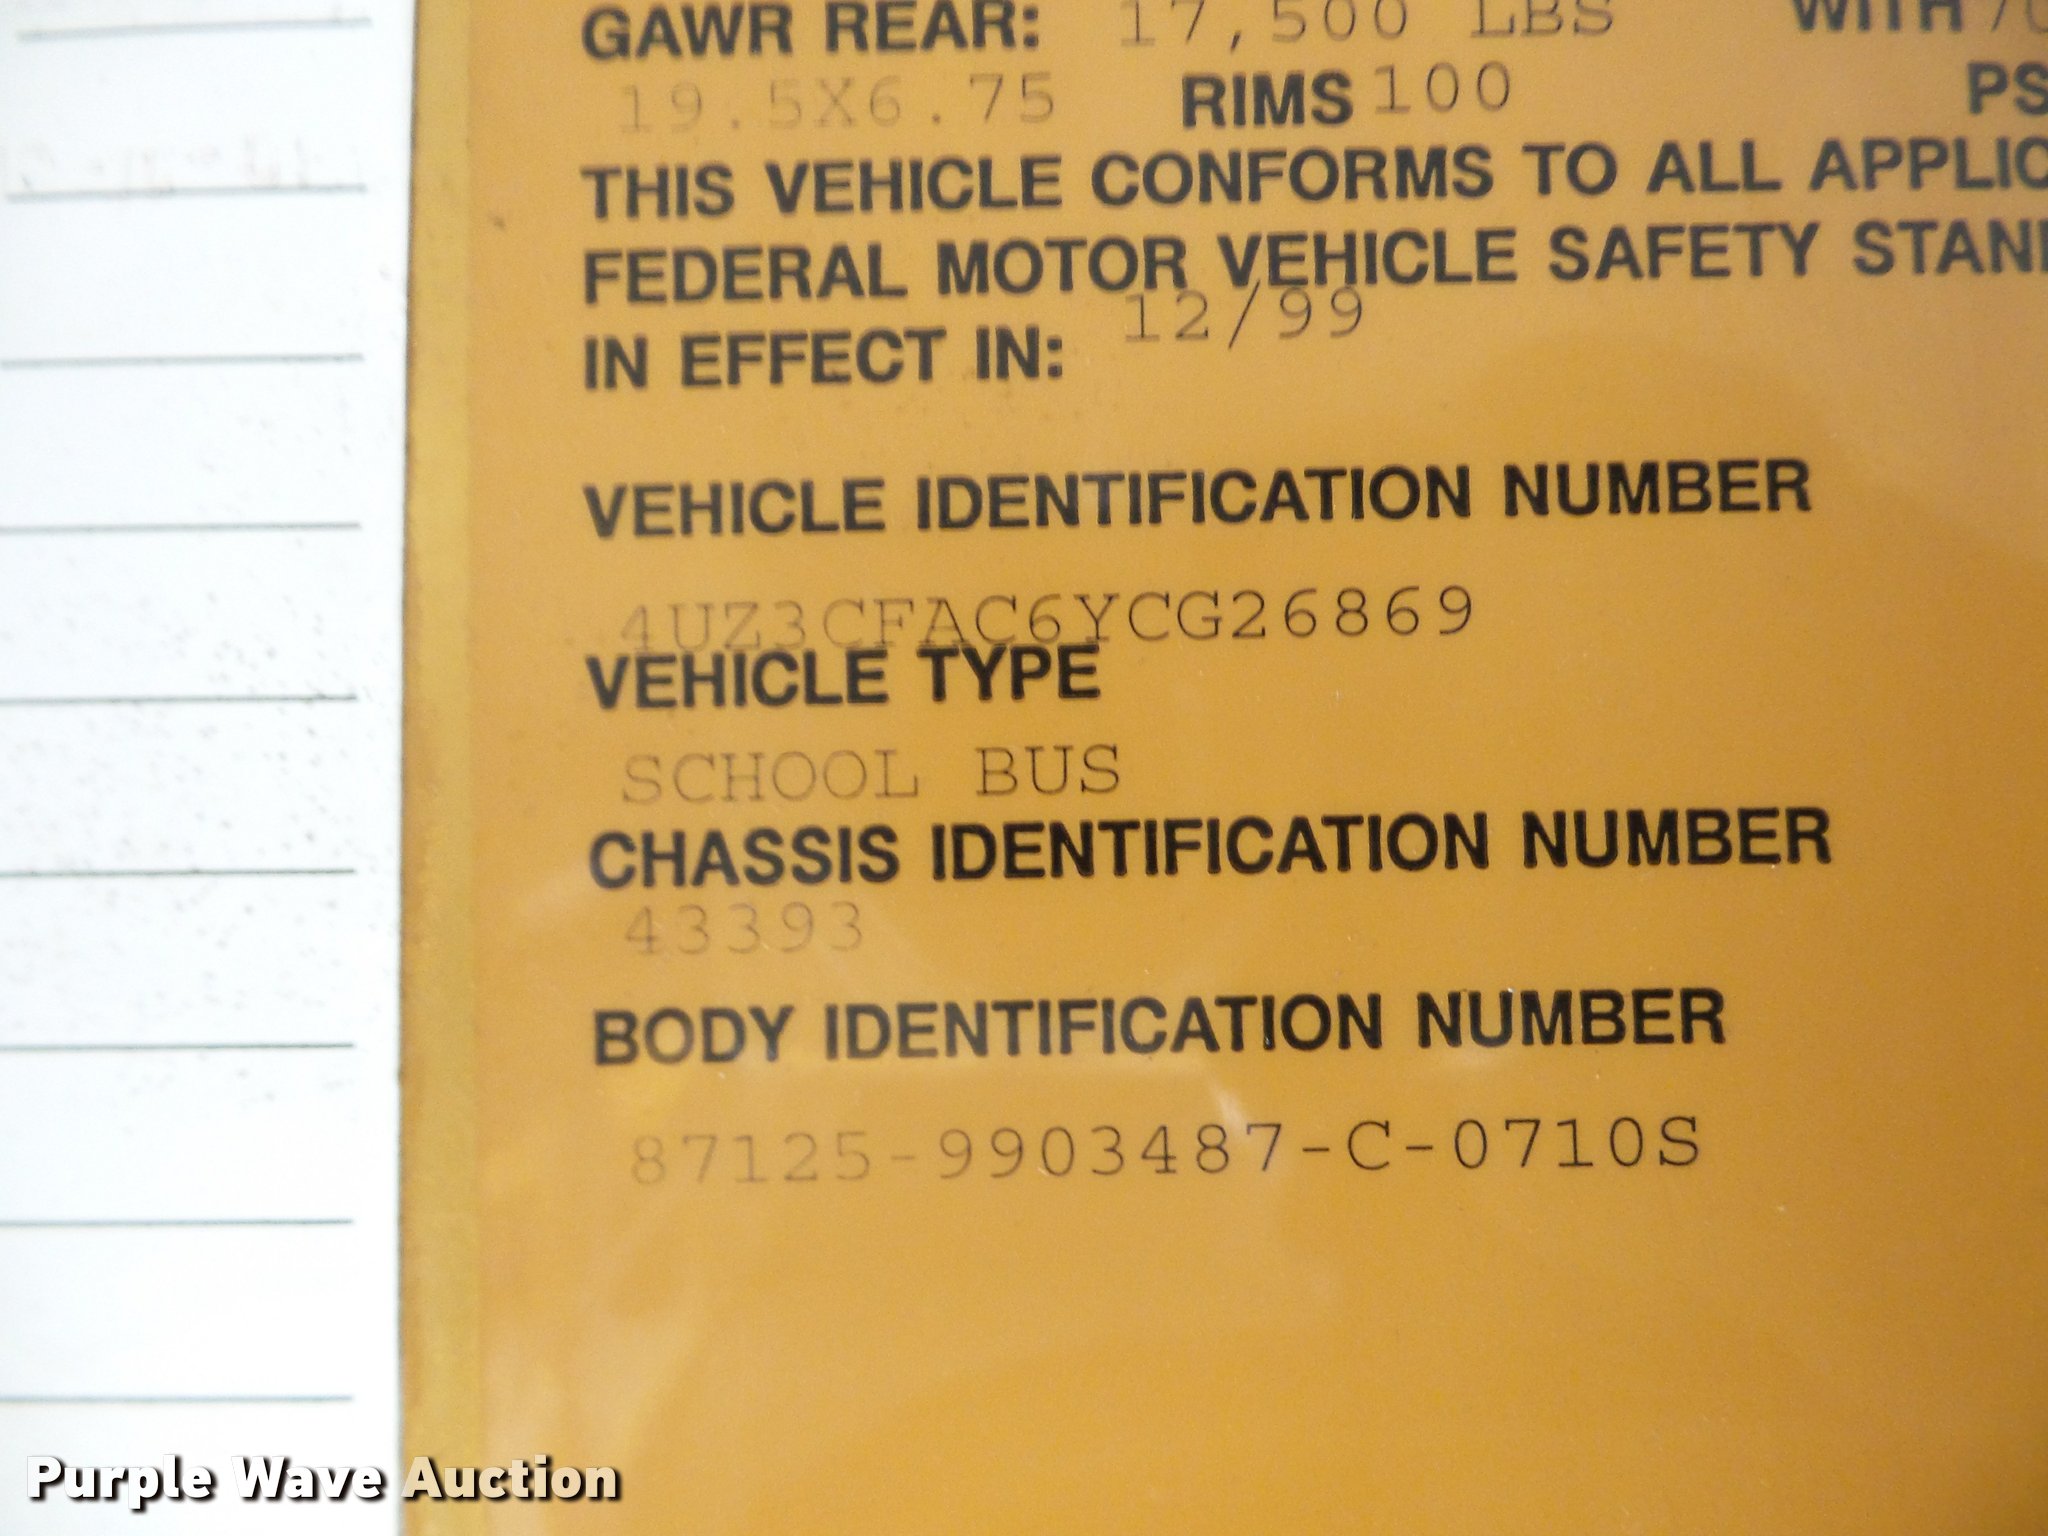 GAWR REAR: 17,500 LBS WITH 70
19.5X6.75 RIMS 100 PS
THIS VEHICLE CONFORMS TO ALL APPLIC
FEDERAL MOTOR VEHICLE SAFETY STAND
IN EFFECT IN: 12/99
VEHICLE IDENTIFICATION NUMBER
4UZ3CFAC6YCG26869
VEHICLE TYPE
SCHOOL BUS
CHASSIS IDENTIFICATION NUMBER
43393
BODY IDENTIFICATION NUMBER
87125-9903487-C-0710S
Purple Wave Auction